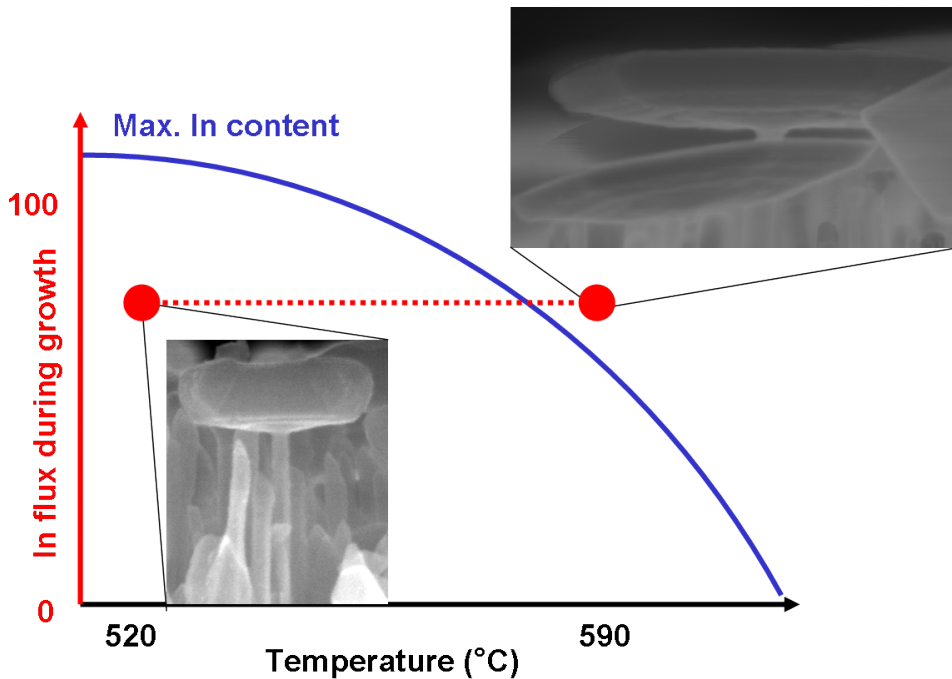 Max. In content
100
In flux during growth
0
520
590
Temperature (°C)